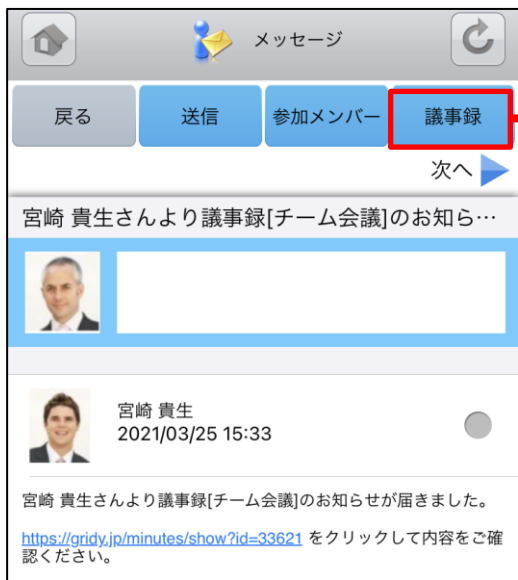 メッセージ
戻る 送信 参加メンバー 議事録
次へ
宮崎 貴生さんより議事録[チーム会議]のお知ら…
宮崎 貴生
2021/03/25 15:33
宮崎 貴生さんより議事録[チーム会議]のお知らせが届きました。
https://gridy.jp/minutes/show?id=33621 をクリックして内容をご確
認ください。